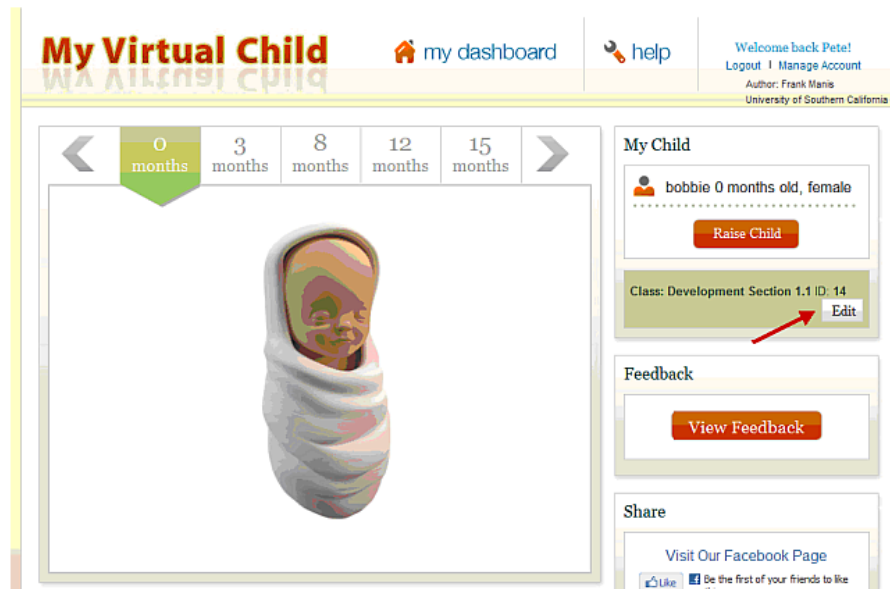 My Virtual Child
my dashboard
help
Welcome back Pete!
Logout | Manage Account
Author: Frank Manis
University of Southern California
0
months
3
months
8
months
12
months
15
months
My Child
bobbie 0 months old, female
Raise Child
Class: Development Section 1.1 ID: 14
Edit
Feedback
View Feedback
Share
Visit Our Facebook Page
Like
Be the first of your friends to like